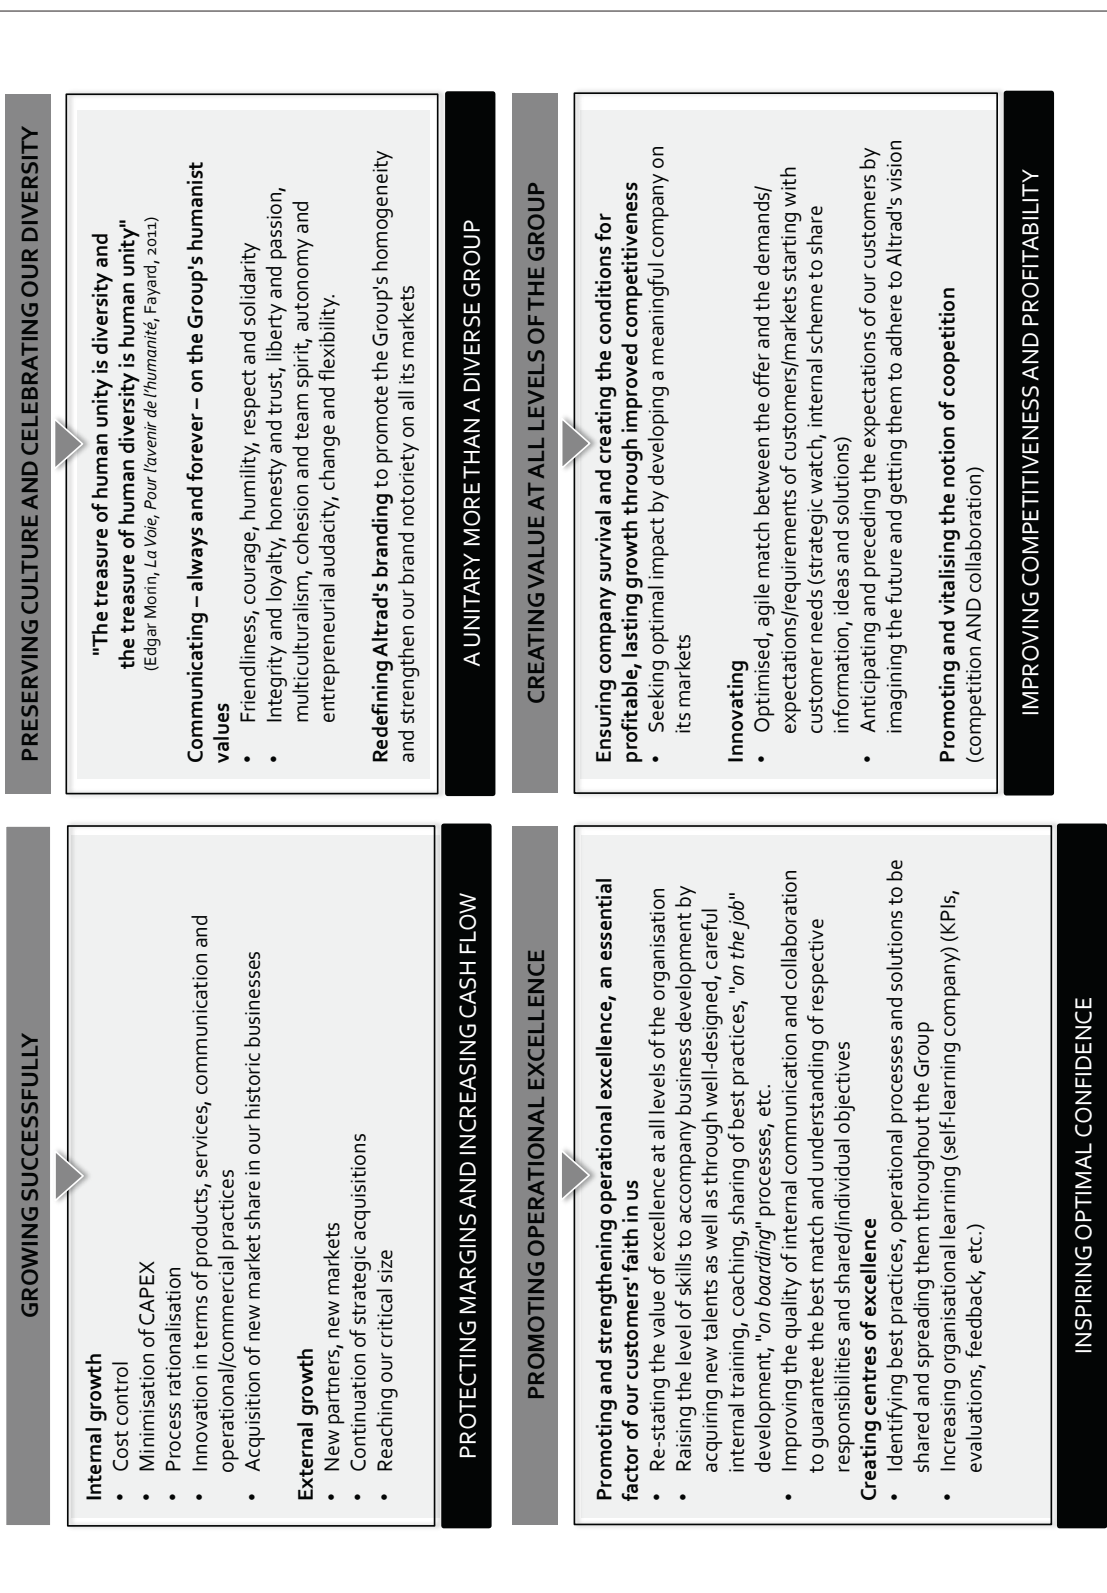 GROWING SUCCESSFULLY
Internal growth
• Cost control
• Minimisation of CAPEX
• Process rationalisation
• Innovation in terms of products, services, communication and
operational/commercial practices
• Acquisition of new market share in our historic businesses
External growth
• New partners, new markets
• Continuation of strategic acquisitions
• Reaching our critical size
PROTECTING MARGINS AND INCREASING CASH FLOW
PRESERVING CULTURE AND CELEBRATING OUR DIVERSITY
"The treasure of human unity is diversity and
the treasure of human diversity is human unity"
(Edgar Morin, La Voie, Pour l'avenir de l'humanité, Fayard, 2011)
Communicating – always and forever – on the Group's humanist
values
• Friendliness, courage, humility, respect and solidarity
• Integrity and loyalty, honesty and trust, liberty and passion,
multiculturalism, cohesion and team spirit, autonomy and
entrepreneurial audacity, change and flexibility.
Redefining Altrad's branding to promote the Group's homogeneity
and strengthen our brand notoriety on all its markets
A UNITARY MORE THAN A DIVERSE GROUP
PROMOTING OPERATIONAL EXCELLENCE
Promoting and strengthening operational excellence, an essential
factor of our customers' faith in us
• Re-stating the value of excellence at all levels of the organisation
• Raising the level of skills to accompany business development by
acquiring new talents as well as through well-designed, careful
internal training, coaching, sharing of best practices, "on the job"
development, "on boarding" processes, etc.
• Improving the quality of internal communication and collaboration
to guarantee the best match and understanding of respective
responsibilities and shared/individual objectives
Creating centres of excellence
• Identifying best practices, operational processes and solutions to be
shared and spreading them throughout the Group
• Increasing organisational learning (self-learning company) (KPIs,
evaluations, feedback, etc.)
INSPIRING OPTIMAL CONFIDENCE
CREATING VALUE AT ALL LEVELS OF THE GROUP
Ensuring company survival and creating the conditions for
profitable, lasting growth through improved competitiveness
• Seeking optimal impact by developing a meaningful company on
its markets
Innovating
• Optimised, agile match between the offer and the demands/
expectations/requirements of customers/markets starting with
customer needs (strategic watch, internal scheme to share
information, ideas and solutions)
• Anticipating and preceding the expectations of our customers by
imagining the future and getting them to adhere to Altrad's vision
Promoting and vitalising the notion of coopetition
(competition AND collaboration)
IMPROVING COMPETITIVENESS AND PROFITABILITY